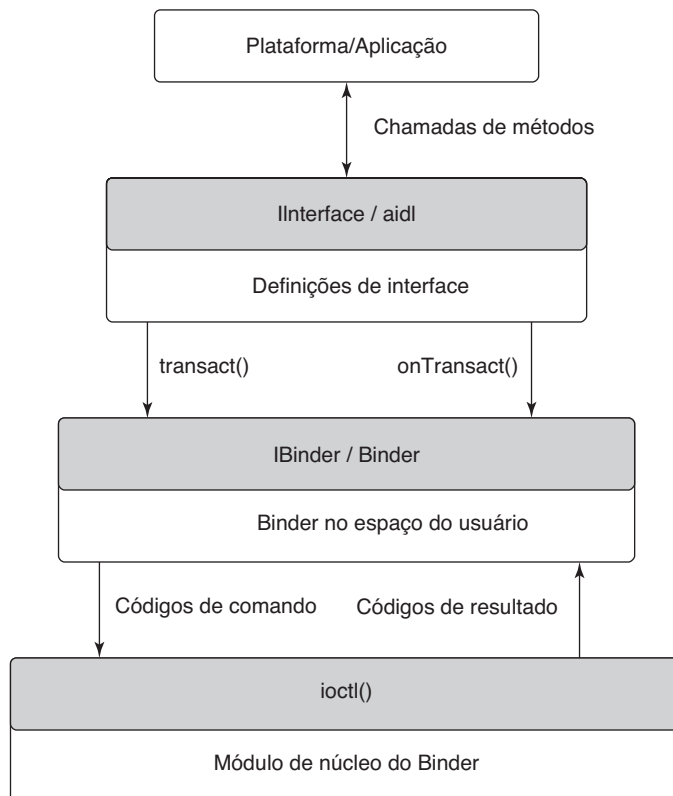 Plataforma/Aplicação
Chamadas de métodos
IInterface / aidl
Definições de interface
transact()
onTransact()
IBinder / Binder
Binder no espaço do usuário
Códigos de comando
Códigos de resultado
ioctl()
Módulo de núcleo do Binder